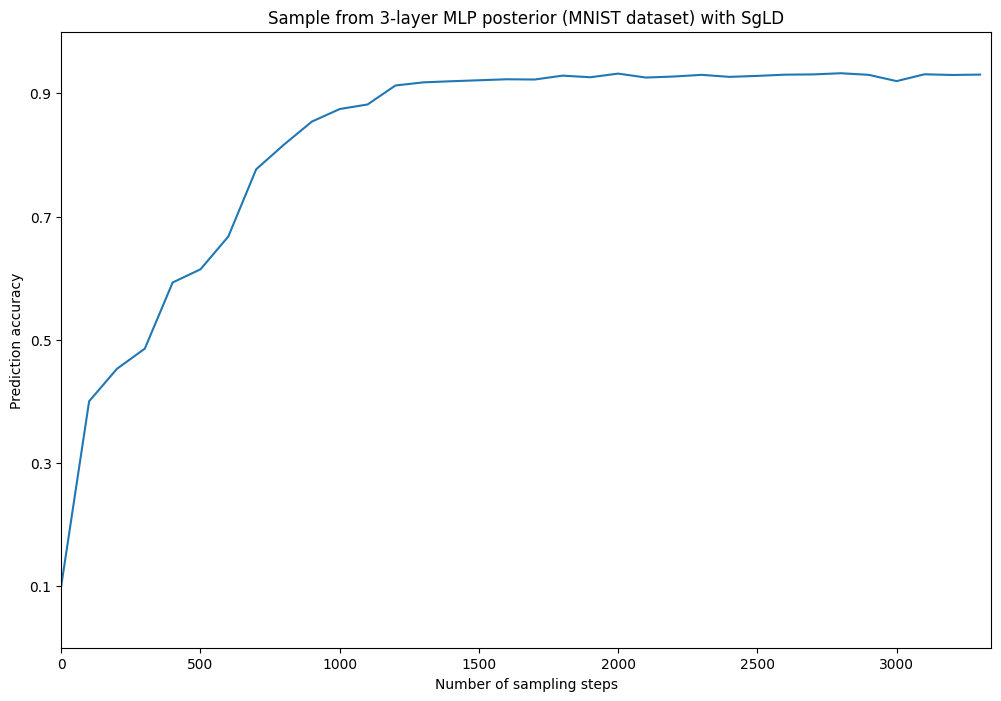 Sample from 3-layer MLP posterior (MNIST dataset) with SgLD
Prediction accuracy
0.9
0.7
0.5
0.3
0.1
0 500 1000 1500 2000 2500 3000
Number of sampling steps